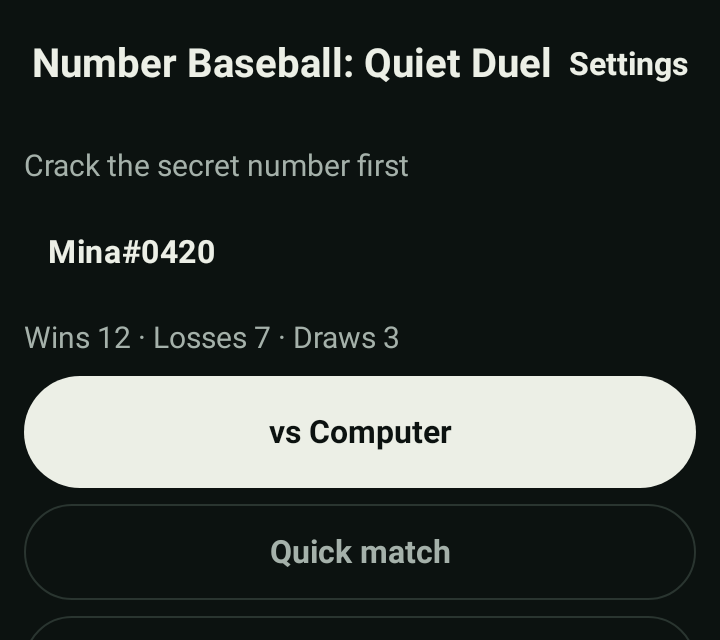 Number Baseball: Quiet Duel Settings
Crack the secret number first
Mina#0420
Wins 12 · Losses 7 · Draws 3
vs Computer
Quick match